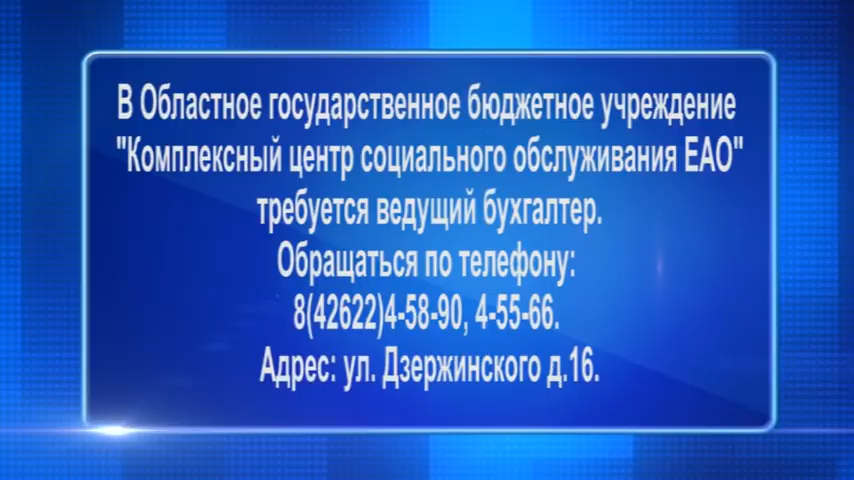 В Областное государственное бюджетное учреждение
"Комплексный центр социального обслуживания ЕАО"
требуется ведущий бухгалтер.
Обращаться по телефону:
8(42622)4-58-90, 4-55-66.
Адрес: ул. Дзержинского д.16.